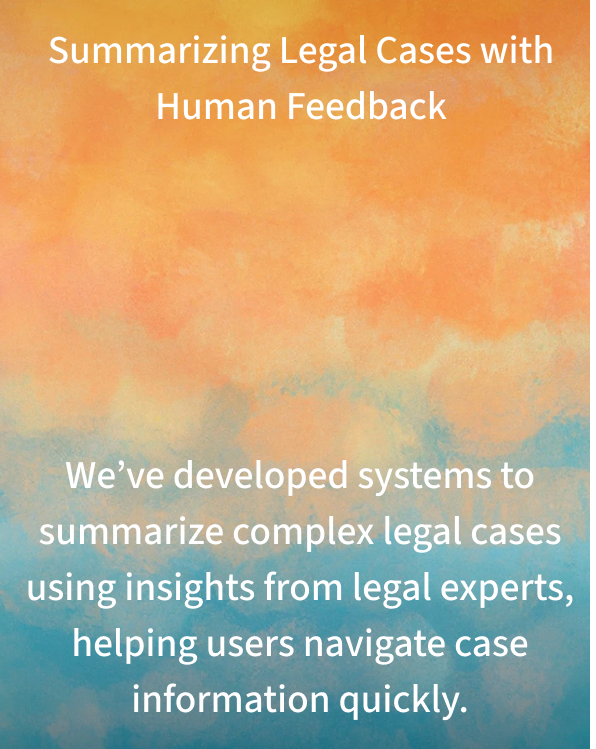 Summarizing Legal Cases with
Human Feedback
We’ve developed systems to
summarize complex legal cases
using insights from legal experts,
helping users navigate case
information quickly.